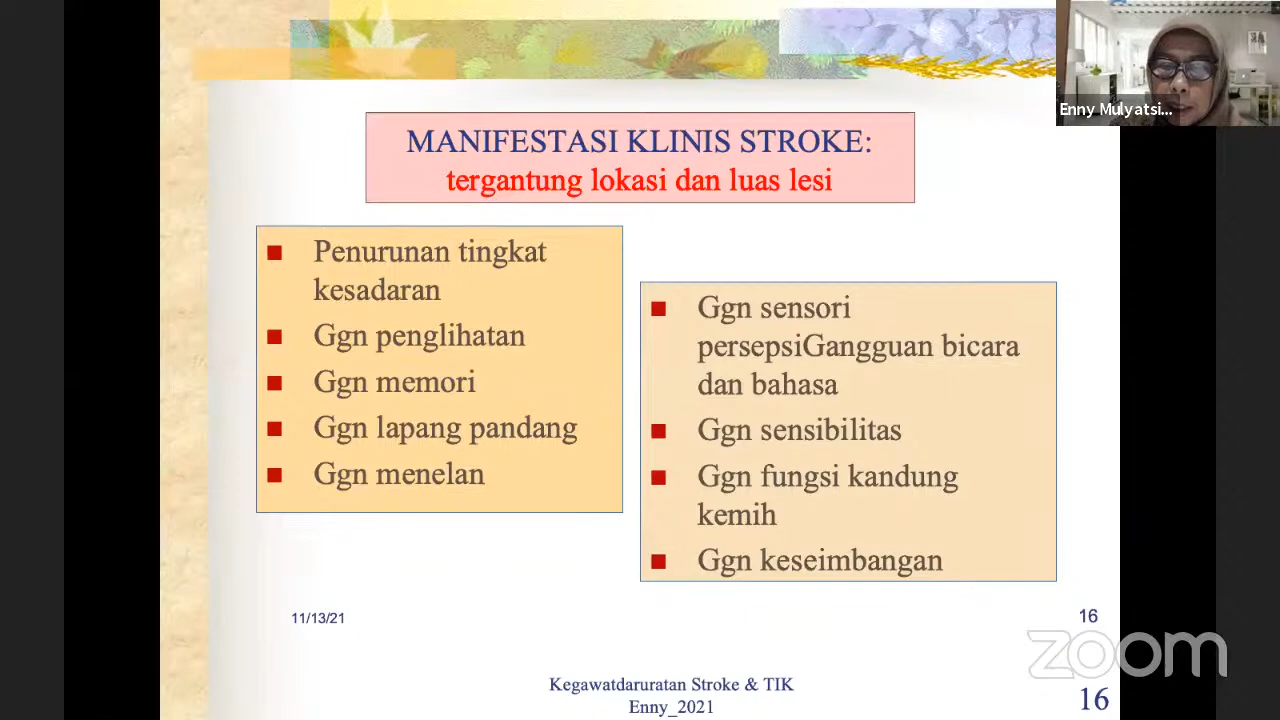 Enny Mulyatsi...
MANIFESTASI KLINIS STROKE:
tergantung lokasi dan luas lesi
Penurunan tingkat
kesadaran
Ggn penglihatan
Ggn memori
Ggn lapang pandang
Ggn menelan
Ggn sensori
persepsiGangguan bicara
dan bahasa
Ggn sensibilitas
Ggn fungsi kandung
kemih
Ggn keseimbangan
11/13/21
16
zoom
Kegawatdaruratan Stroke & TIK
Enny_2021
16